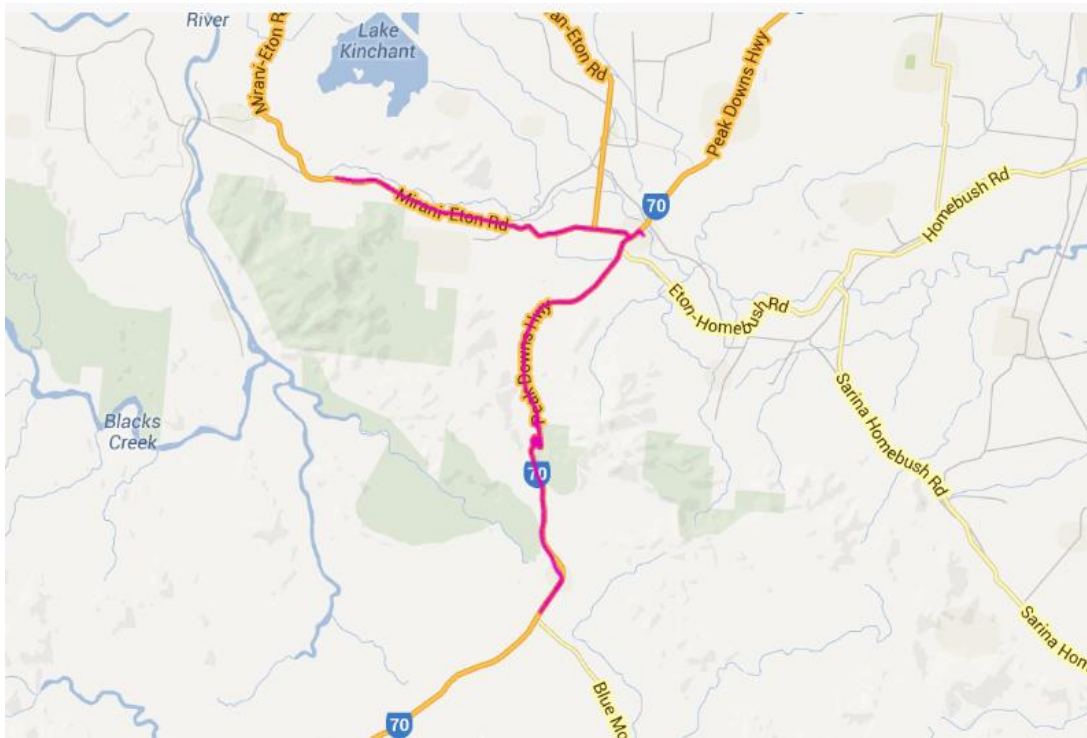 River
Mirani-Eton R
Lake
Kinchant
an-Eton Rd
Peak Downs Hwy
Mirani-Eton Rd
70
Homebush Rd
Eton-Homebush Rd
Peak Downs Hwy
Sarina Homebush Rd
Blacks
Creek
70
Sarina Hom
Blue Mo
70